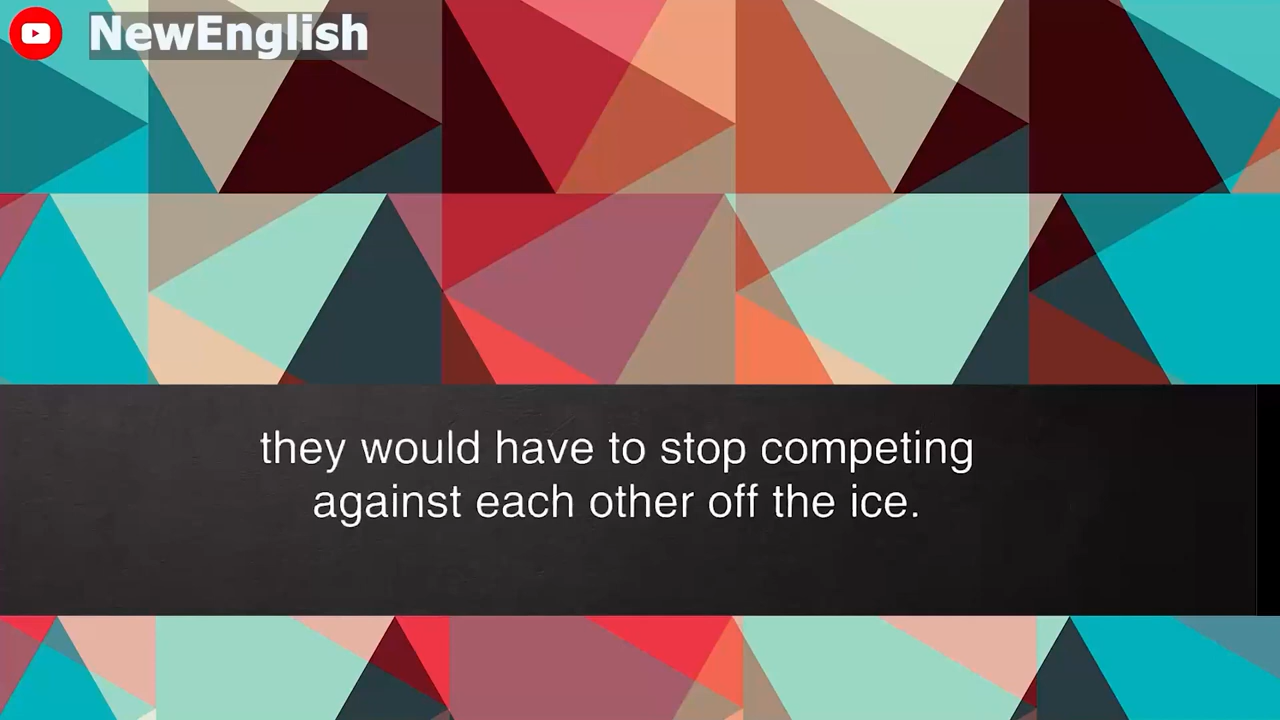 NewEnglish
they would have to stop competing
against each other off the ice.